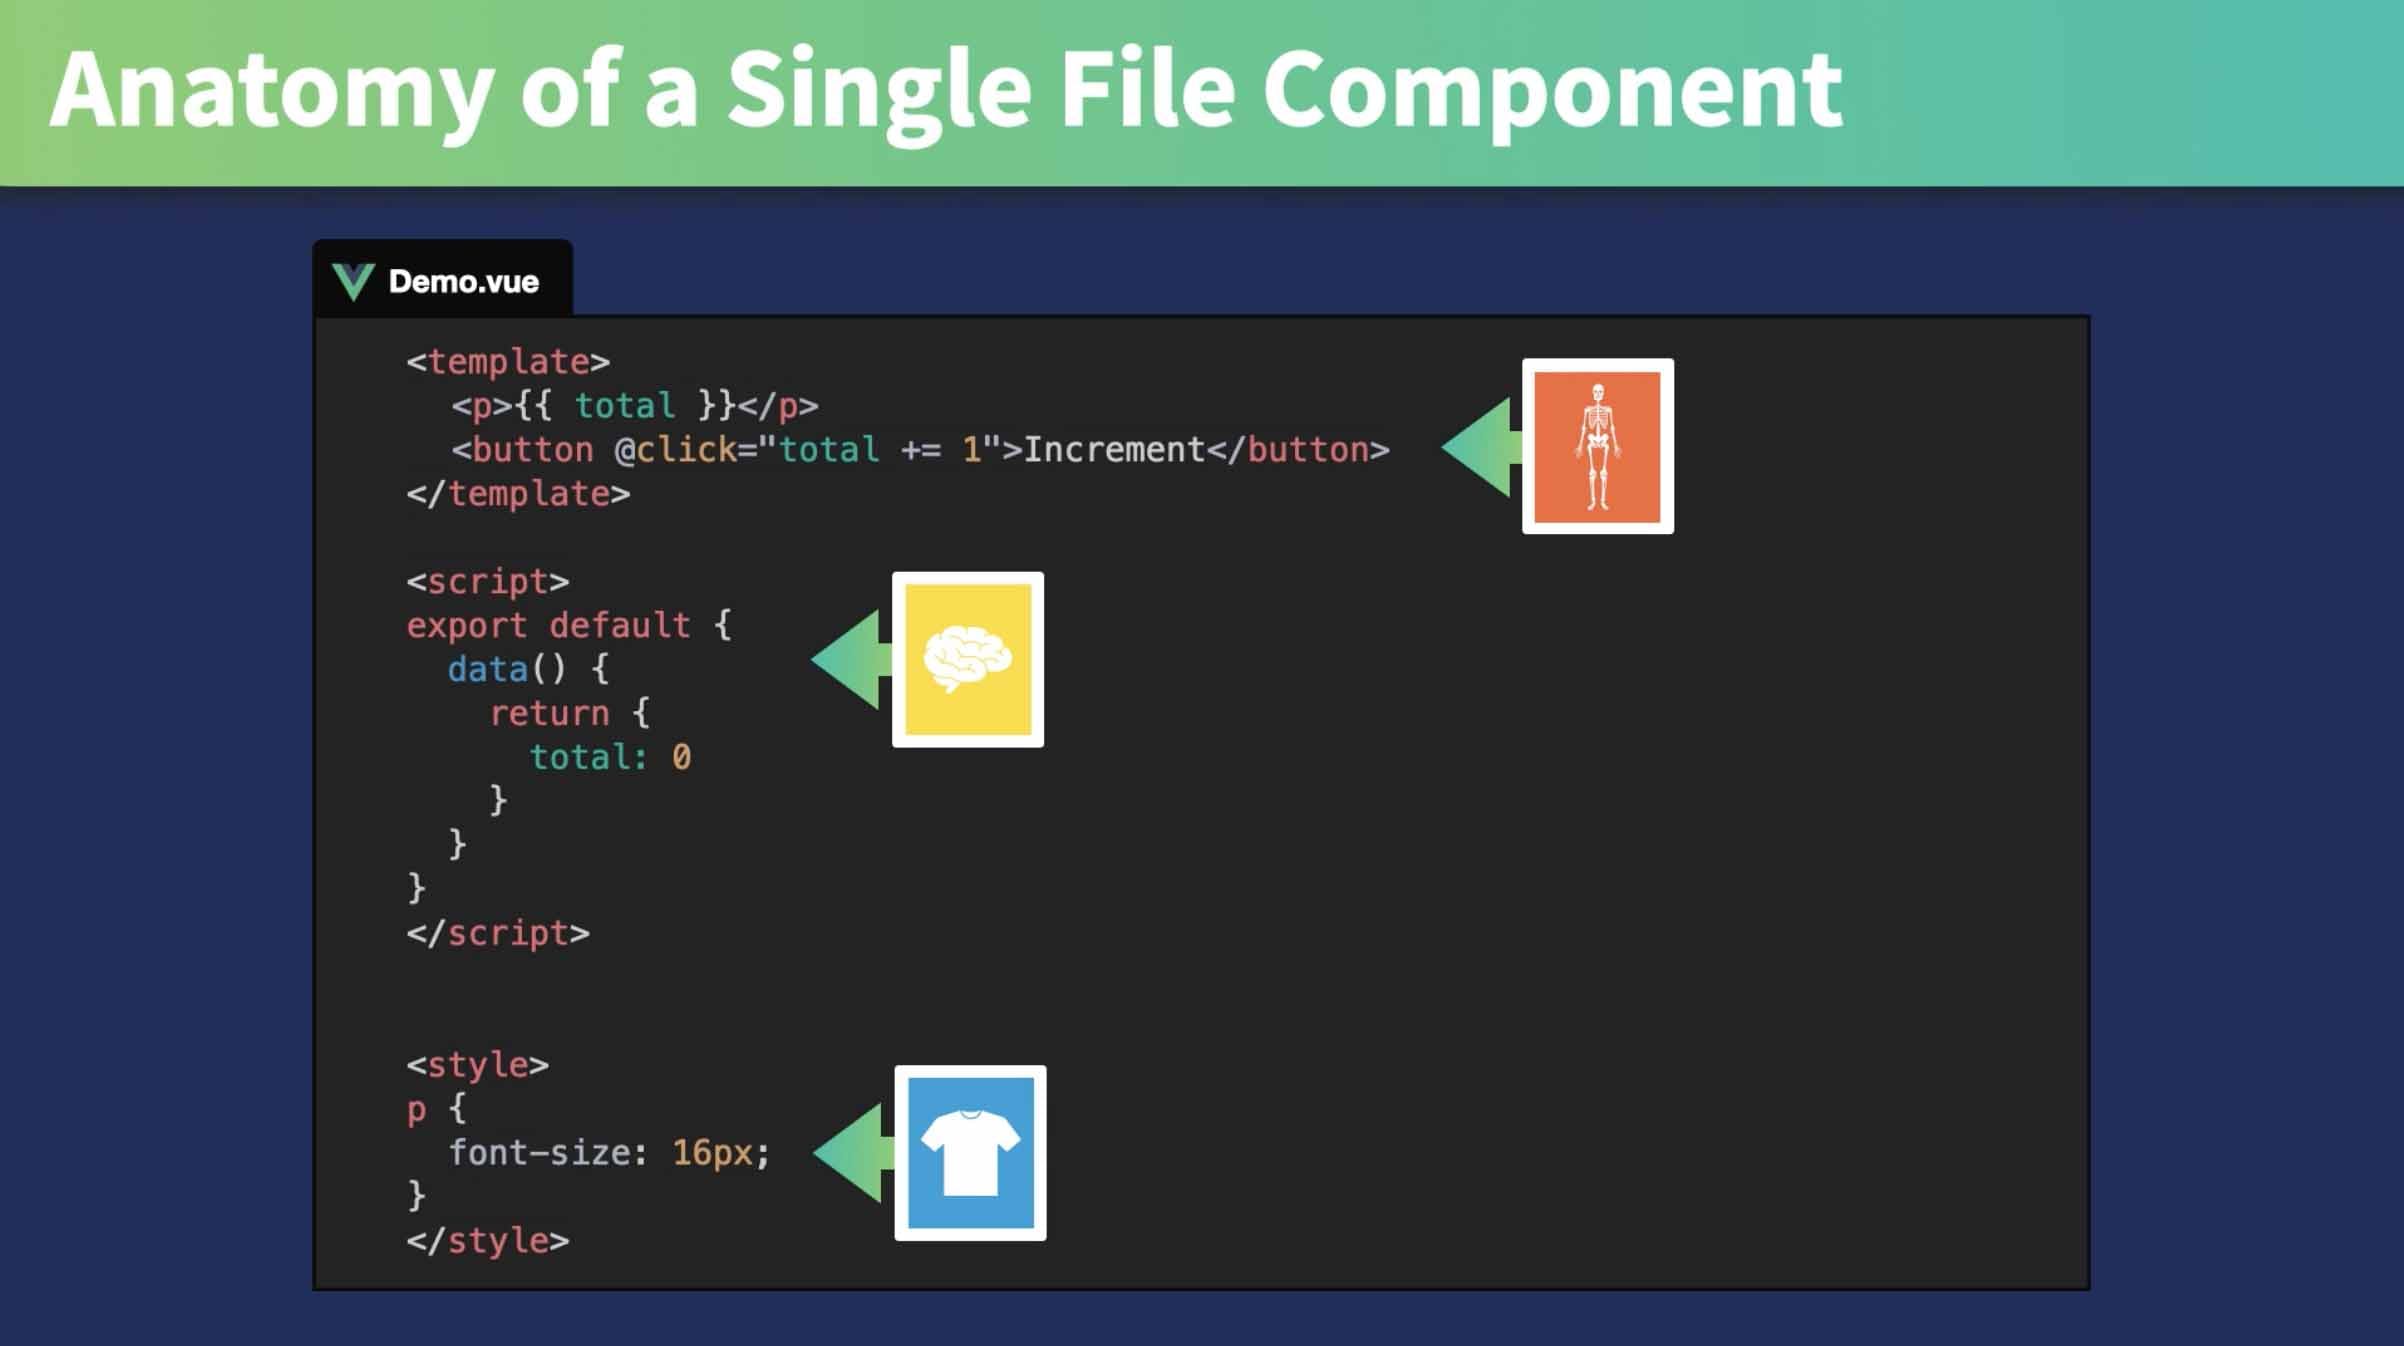 Anatomy of a Single File Component
Demo.vue
<template>
<p>{{ total }}</p>
<button @click="total += 1">Increment</button>
</template>
<script>
export default {
data() {
return {
total: 0
}
}
}
</script>
<style>
p {
font-size: 16px;
}
</style>